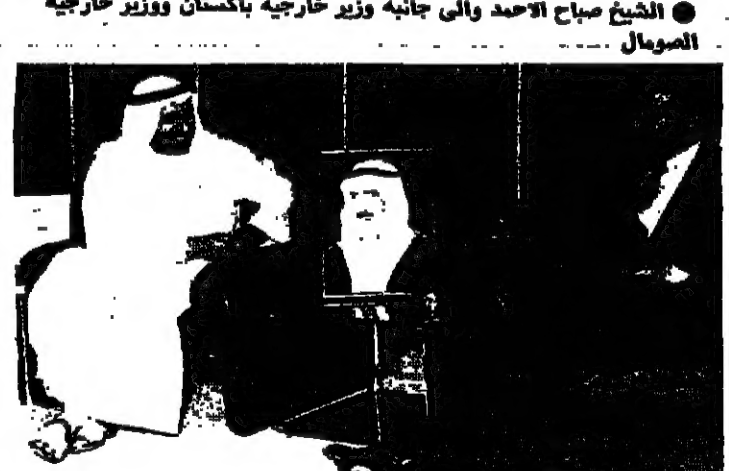 ● الشيخ صباح الاحمد والى جانبه وزير خارجية باكستان ووزير خارجية
الصومال